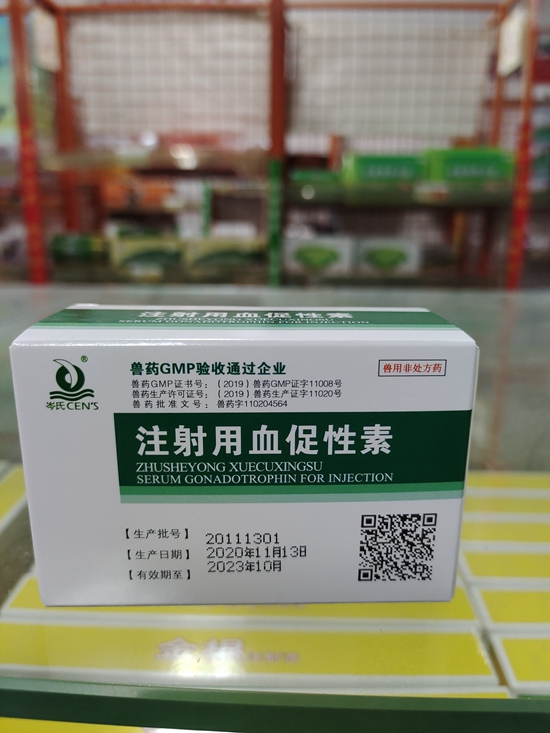 注射用血促性素
ZHUSHEYONG XUECUXINGSU
SERUM GONADOTROPHIN FOR INJECTION
®
岑氏CEN'S
兽药GMP验收通过企业
兽药GMP证书号：（2019）兽药GMP证字11008号
兽药生产许可证号：（2019）兽药生产证字11020号
兽药批准文号：兽药字110204564
兽用非处方药
注射用血促性素
ZHUSHEYONG XUECUXINGSU
SERUM GONADOTROPHIN FOR INJECTION
【生产批号】 20111301
【生产日期】 2020年11月13日
【有效期至】 2023年10月